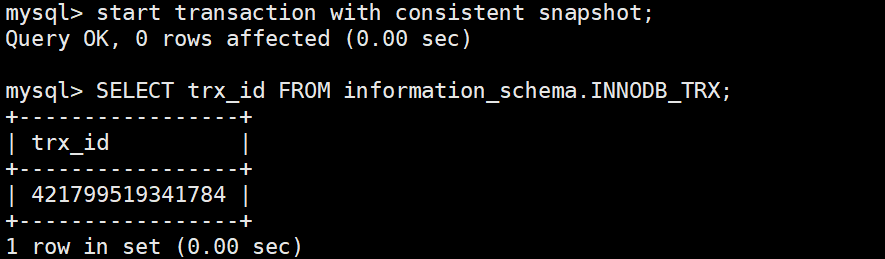 mysql> start transaction with consistent snapshot;
Query OK, 0 rows affected (0.00 sec)
mysql> SELECT trx_id FROM information_schema.INNODB_TRX;
+-----------------+
| trx_id          |
+-----------------+
| 421799519341784 |
+-----------------+
1 row in set (0.00 sec)